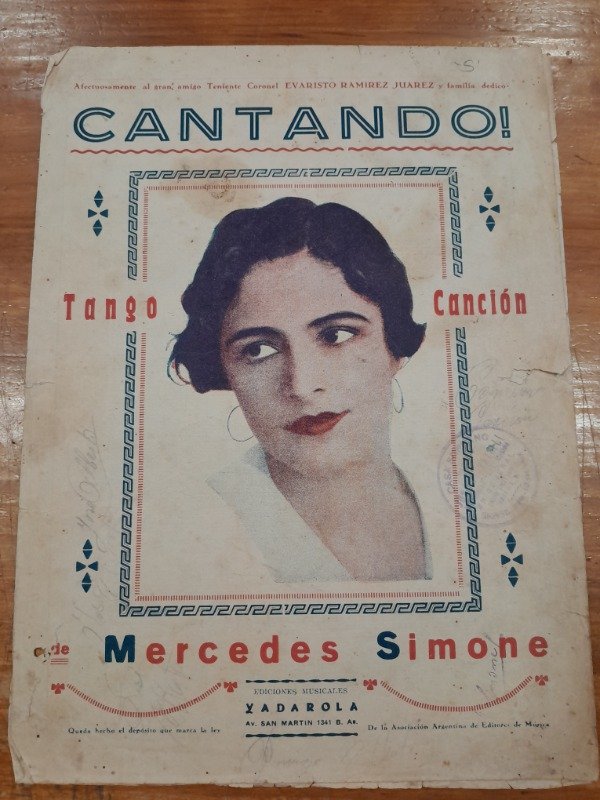 Afectuosamente al gran amigo Teniente Coronel EVARISTO RAMIREZ JUAREZ y familia dedico.
CANTANDO!
Tango Canción
de Mercedes Simone
EDICIONES MUSICALES
YADAROLA
Av. SAN MARTIN 1341 B. As.
Queda hecho el depósito que marca la ley
De la Asociación Argentina de Editores de Música